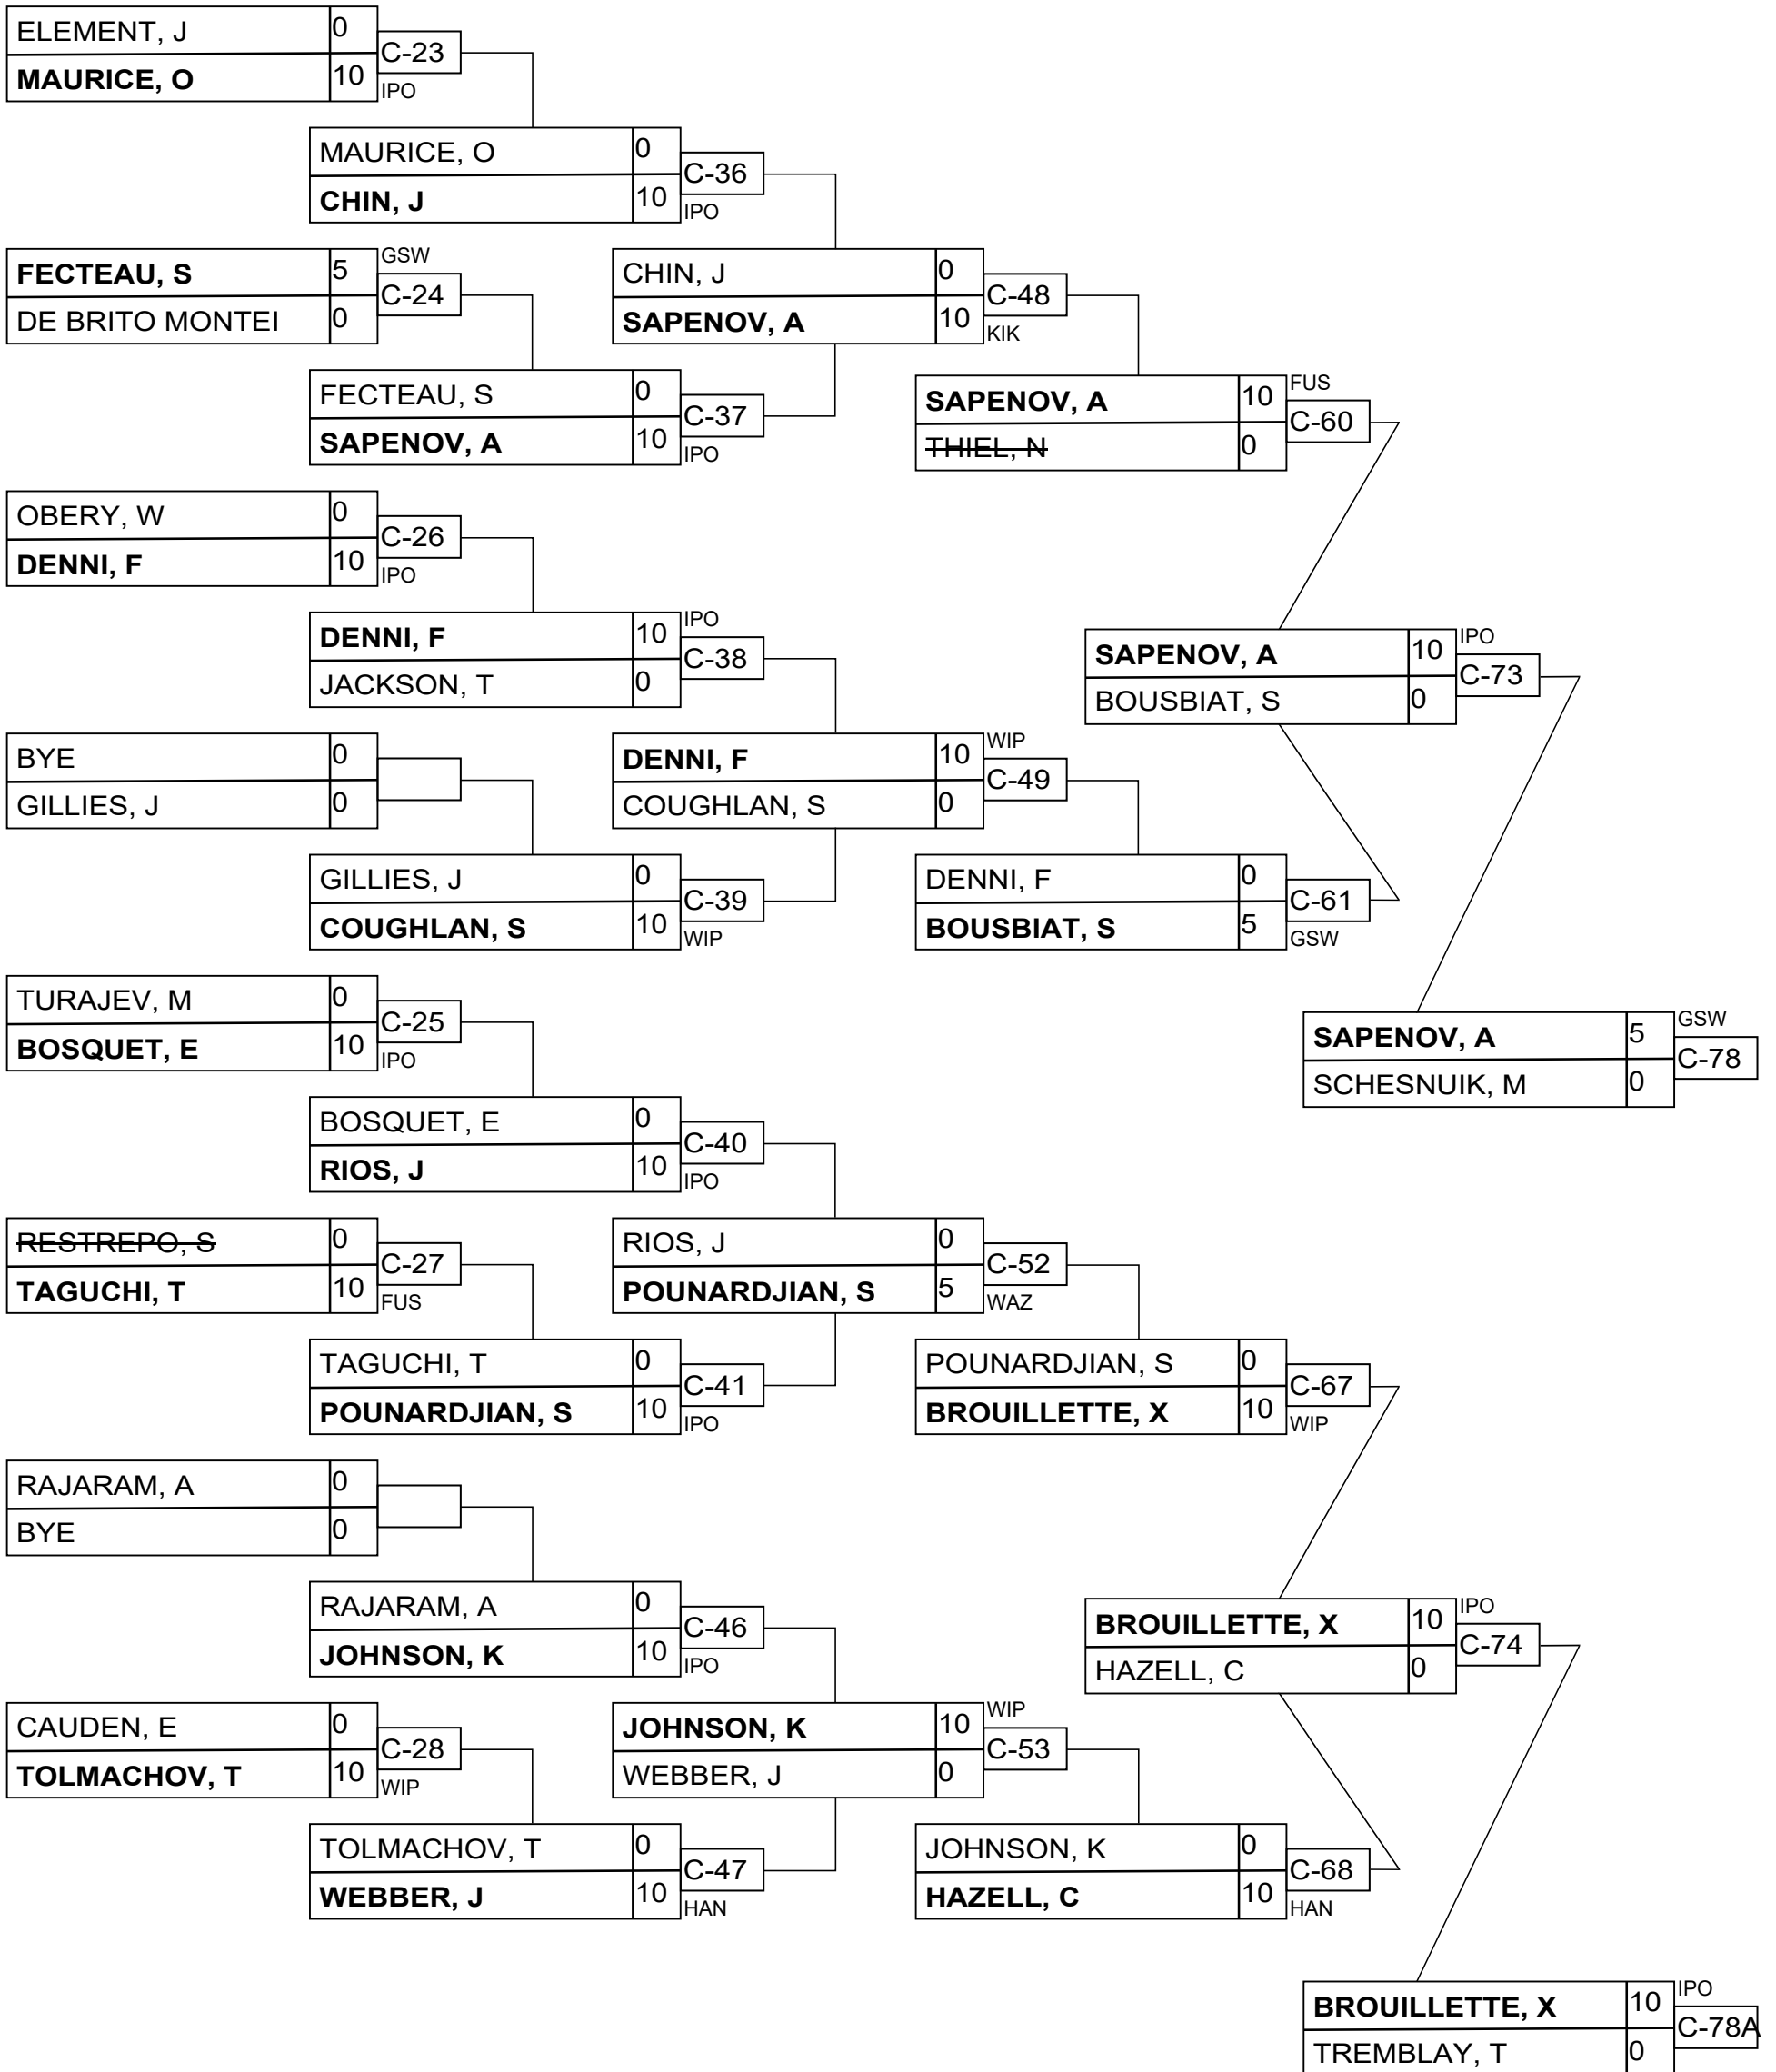 ELEMENT, J 0
C-23
MAURICE, O 10
IPO
MAURICE, O 0
C-36
CHIN, J 10
IPO
FECTEAU, S 5
GSW
C-24
DE BRITO MONTEI 0
CHIN, J 0
C-48
SAPENOV, A 10
KIK
FECTEAU, S 0
C-37
SAPENOV, A 10
IPO
SAPENOV, A 10
FUS
C-60
THIEL, N 0
OBERY, W 0
C-26
DENNI, F 10
IPO
DENNI, F 10
IPO
C-38
JACKSON, T 0
SAPENOV, A 10
IPO
C-73
BOUSBIAT, S 0
BYE 0
GILLIES, J 0
DENNI, F 10
WIP
C-49
COUGHLAN, S 0
GILLIES, J 0
C-39
COUGHLAN, S 10
WIP
DENNI, F 0
C-61
BOUSBIAT, S 5
GSW
TURAJEV, M 0
C-25
BOSQUET, E 10
IPO
SAPENOV, A 5
GSW
C-78
SCHESNUIK, M 0
BOSQUET, E 0
C-40
RIOS, J 10
IPO
RESTREPO, S 0
C-27
TAGUCHI, T 10
FUS
RIOS, J 0
C-52
POUNARDJIAN, S 5
WAZ
TAGUCHI, T 0
C-41
POUNARDJIAN, S 10
IPO
POUNARDJIAN, S 0
C-67
BROUILLETTE, X 10
WIP
RAJARAM, A 0
BYE 0
RAJARAM, A 0
C-46
JOHNSON, K 10
IPO
BROUILLETTE, X 10
IPO
C-74
HAZELL, C 0
CAUDEN, E 0
C-28
TOLMACHOV, T 10
WIP
JOHNSON, K 10
WIP
C-53
WEBBER, J 0
TOLMACHOV, T 0
C-47
WEBBER, J 10
HAN
JOHNSON, K 0
C-68
HAZELL, C 10
HAN
BROUILLETTE, X 10
IPO
C-78A
TREMBLAY, T 0